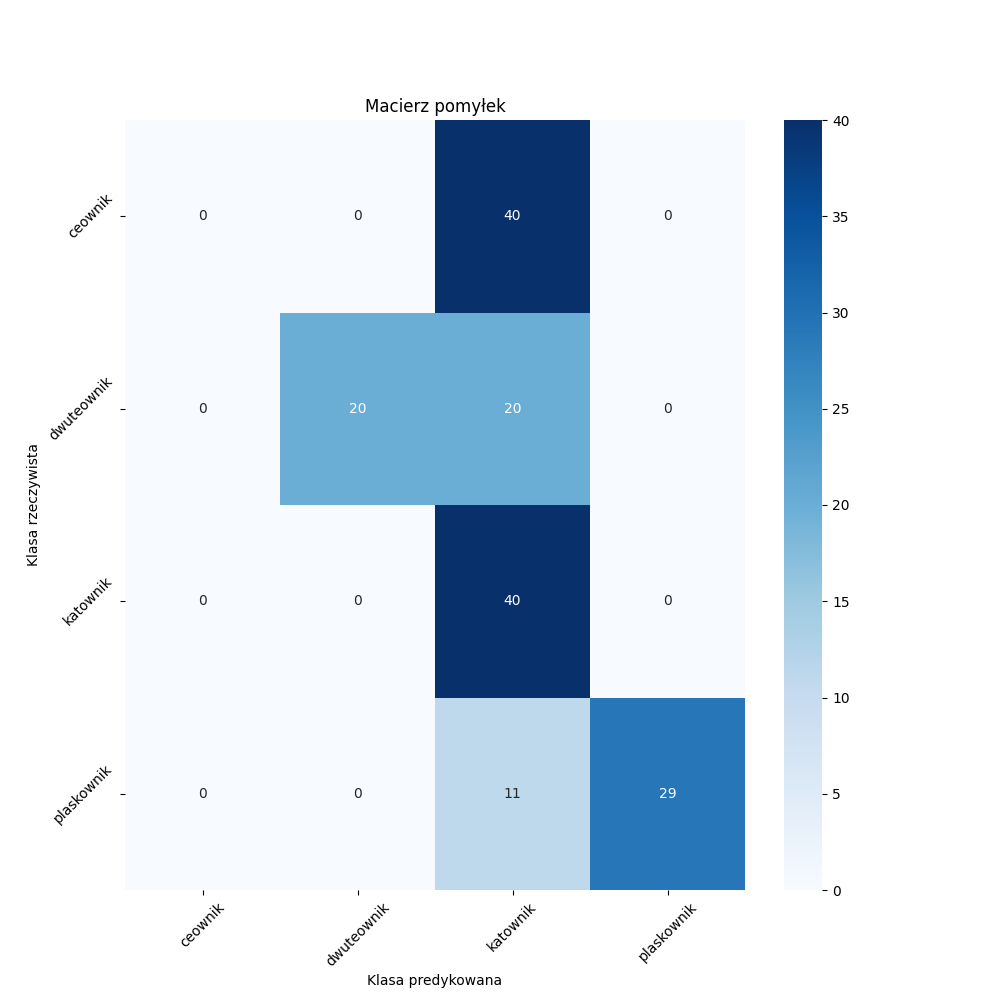 Macierz pomyłek
ceownik 0 0 40 0
dwuteownik 0 20 20 0
katownik 0 0 40 0
plaskownik 0 0 11 29
Klasa rzeczywista
ceownik dwuteownik katownik plaskownik
Klasa predykowana
40
35
30
25
20
15
10
5
0